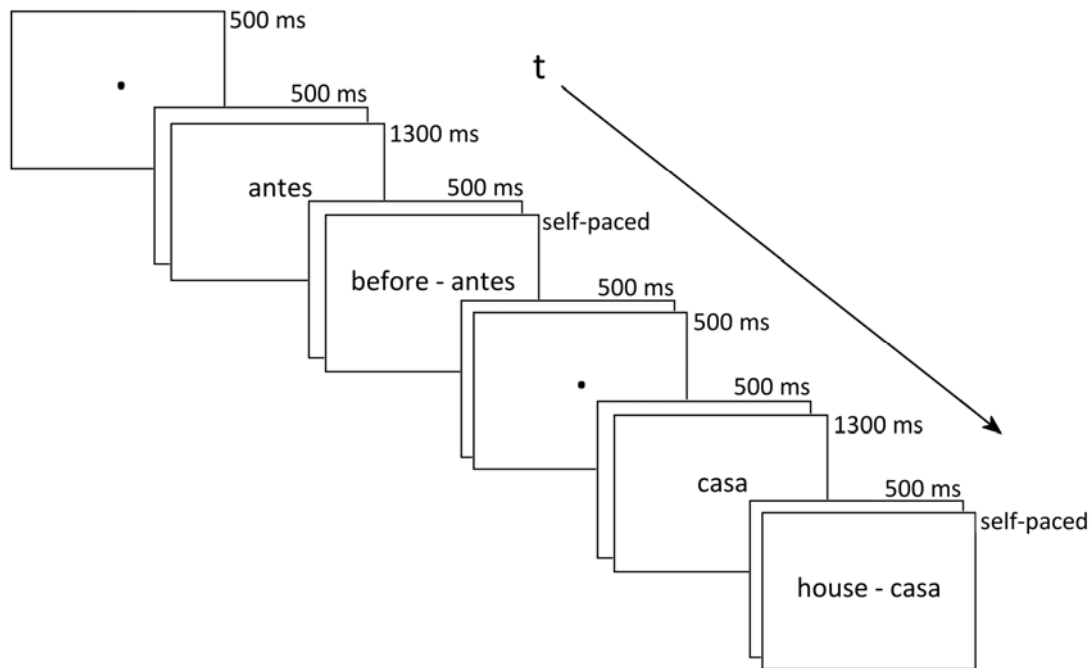 500 ms
t
500 ms
1300 ms
antes
500 ms
self-paced
before - antes
500 ms
500 ms
500 ms
1300 ms
casa
500 ms
self-paced
house - casa